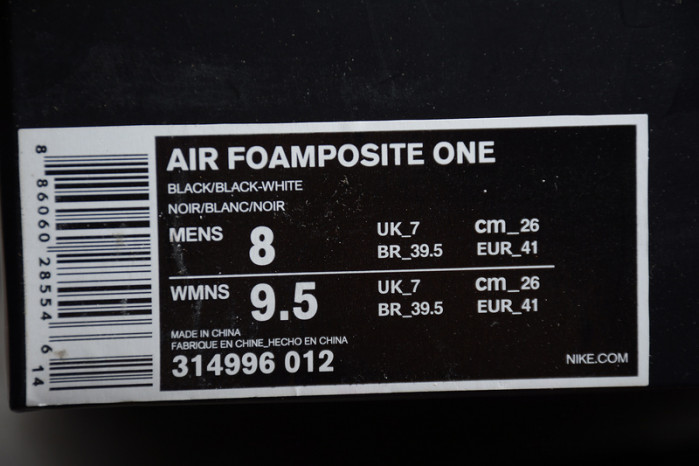 AIR FOAMPOSITE ONE
BLACK/BLACK-WHITE
NOIR/BLANC/NOIR
MENS 8 UK_7 cm_26
BR_39.5 EUR_41
WMNS 9.5 UK_7 cm_26
BR_39.5 EUR_41
MADE IN CHINA
FABRIQUE EN CHINE_HECHO EN CHINA
314996 012
NIKE.COM
8 86060 28554 6 14